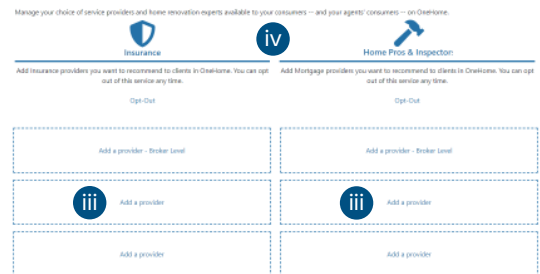 Manage your choice of service providers and home renovation experts available to your consumers -- and your agents' consumers -- on OneHome.
iv
Insurance
Home Pros & Inspectors
Add Insurance providers you want to recommend to clients in OneHome. You can opt
out of this service any time.
Add Mortgage providers you want to recommend to clients in OneHome. You can opt
out of this service any time.
Opt-Out
Opt-Out
Add a provider - Broker Level
Add a provider - Broker Level
iii
Add a provider
iii
Add a provider
Add a provider
Add a provider